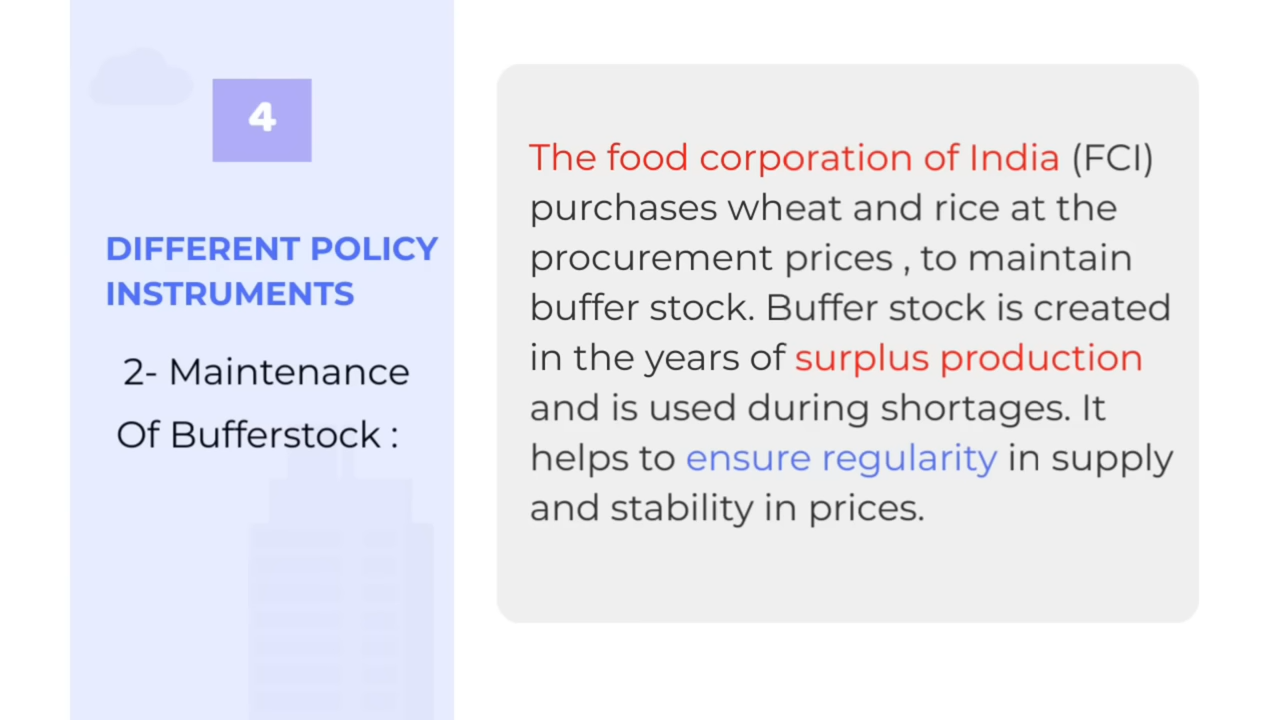 4
DIFFERENT POLICY
INSTRUMENTS
2- Maintenance
Of Bufferstock :
The food corporation of India (FCI)
purchases wheat and rice at the
procurement prices , to maintain
buffer stock. Buffer stock is created
in the years of surplus production
and is used during shortages. It
helps to ensure regularity in supply
and stability in prices.